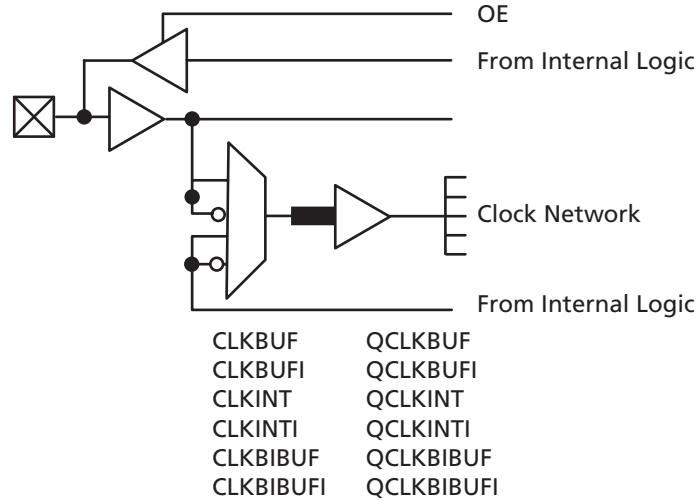 OE
From Internal Logic
Clock Network
From Internal Logic
CLKBUF QCLKBUF
CLKBUFI QCLKBUFI
CLKINT QCLKINT
CLKINTI QCLKINTI
CLKBIBUF QCLKBIBUF
CLKBIBUFI QCLKBIBUFI